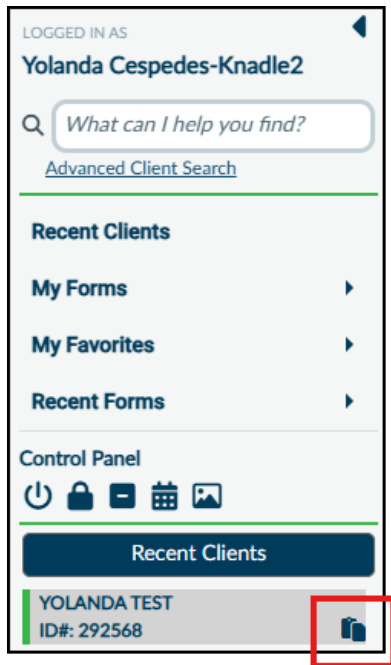 LOGGED IN AS
Yolanda Cespedes-Knadle2
What can I help you find?
Advanced Client Search
Recent Clients
My Forms
My Favorites
Recent Forms
Control Panel
Recent Clients
YOLANDA TEST
ID#: 292568